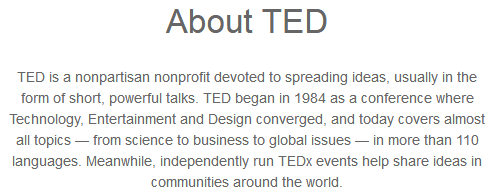 About TED
TED is a nonpartisan nonprofit devoted to spreading ideas, usually in the
form of short, powerful talks. TED began in 1984 as a conference where
Technology, Entertainment and Design converged, and today covers almost
all topics — from science to business to global issues — in more than 110
languages. Meanwhile, independently run TEDx events help share ideas in
communities around the world.